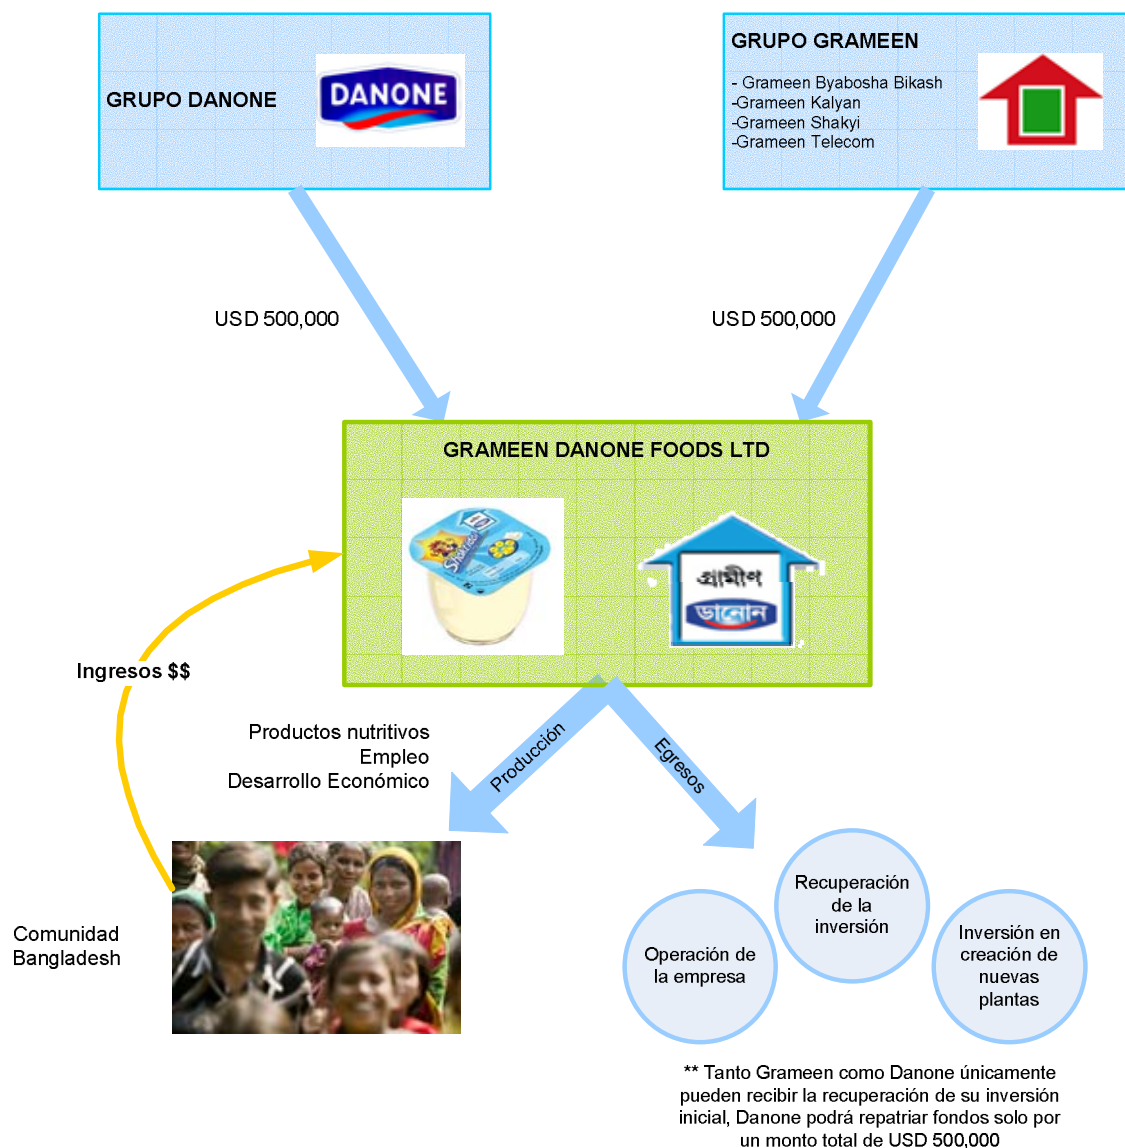 GRUPO DANONE
DANONE
GRUPO GRAMEEN
- Grameen Byabosha Bikash
-Grameen Kalyan
-Grameen Shakyi
-Grameen Telecom
USD 500,000
USD 500,000
GRAMEEN DANONE FOODS LTD
গ্রামীণ
ডানোন
Ingresos $$
Productos nutritivos
Empleo
Desarrollo Económico
Producción
Egresos
Comunidad
Bangladesh
Operación de
la empresa
Recuperación
de la
inversión
Inversión en
creación de
nuevas
plantas
** Tanto Grameen como Danone únicamente
pueden recibir la recuperación de su inversión
inicial, Danone podrá repatriar fondos solo por
un monto total de USD 500,000